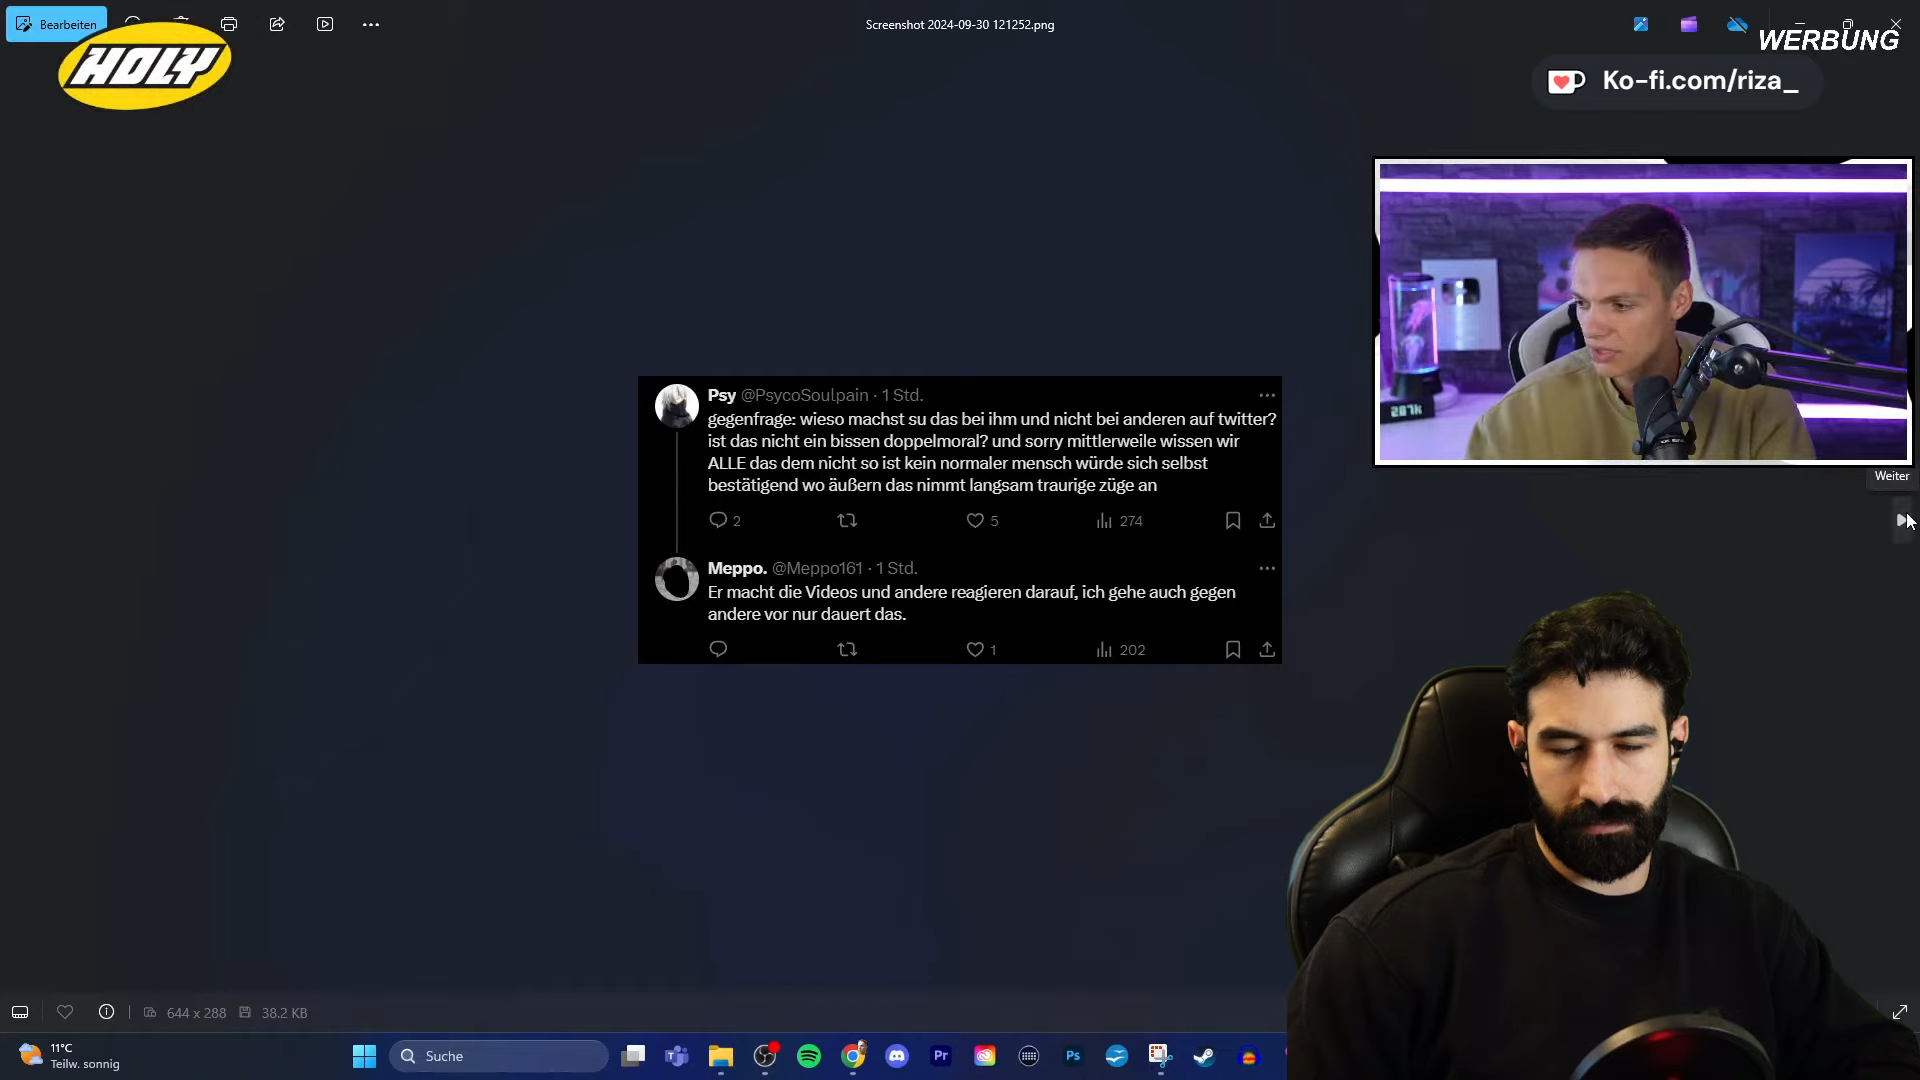 Bearbeiten
Screenshot 2024-09-30 121252.png
HOLY
WERBUNG
Ko-fi.com/riza_
287k
Weiter
Psy @PsycoSoulpain · 1 Std.
gegenfrage: wieso machst su das bei ihm und nicht bei anderen auf twitter?
ist das nicht ein bissen doppelmoral? und sorry mittlerweile wissen wir
ALLE das dem nicht so ist kein normaler mensch würde sich selbst
bestätigend wo äußern das nimmt langsam traurige züge an
2 5 274
Meppo. @Meppo161 · 1 Std.
Er macht die Videos und andere reagieren darauf, ich gehe auch gegen
andere vor nur dauert das.
1 202
644 x 288 38.2 KB
11°C
Teilw. sonnig
Suche
Pr
Ps